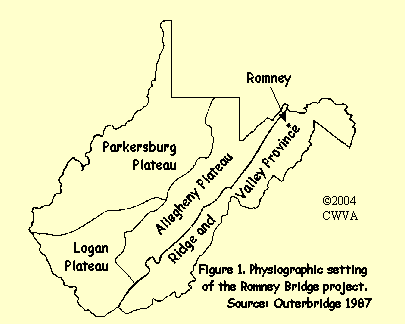 Romney
Parkersburg
Plateau
Allegheny Plateau
Ridge and
Valley Province*
Logan
Plateau
©2004
CWVA
Figure 1. Physiographic setting
of the Romney Bridge project.
Source: Outerbridge 1987